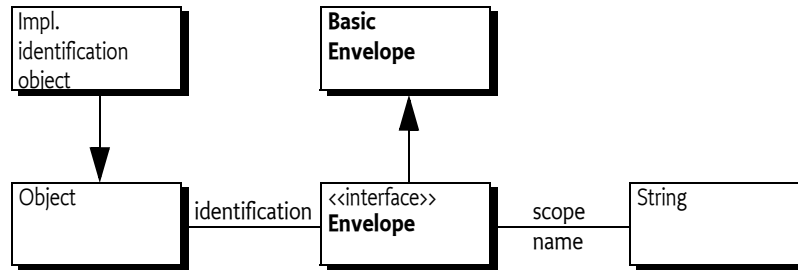 Impl.
identification
object
Basic
Envelope
Object
identification
<<interface>>
Envelope
scope
name
String